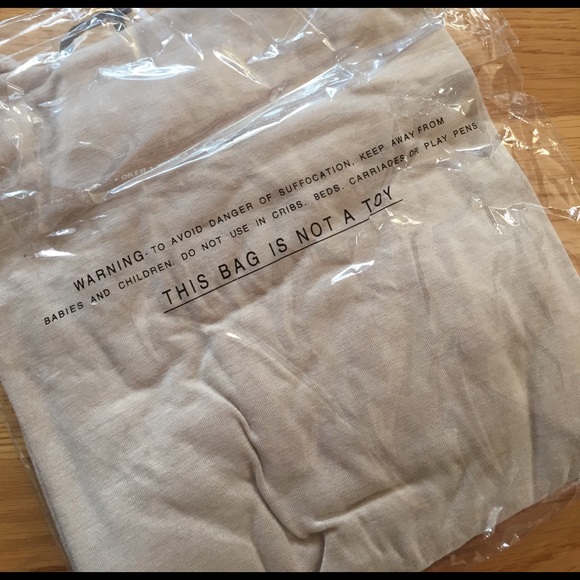 WARNING- TO AVOID DANGER OF SUFFOCATION, KEEP AWAY FROM
BABIES AND CHILDREN. DO NOT USE IN CRIBS. BEDS. CARRIAGES OR PLAY PENS
THIS BAG IS NOT A TOY